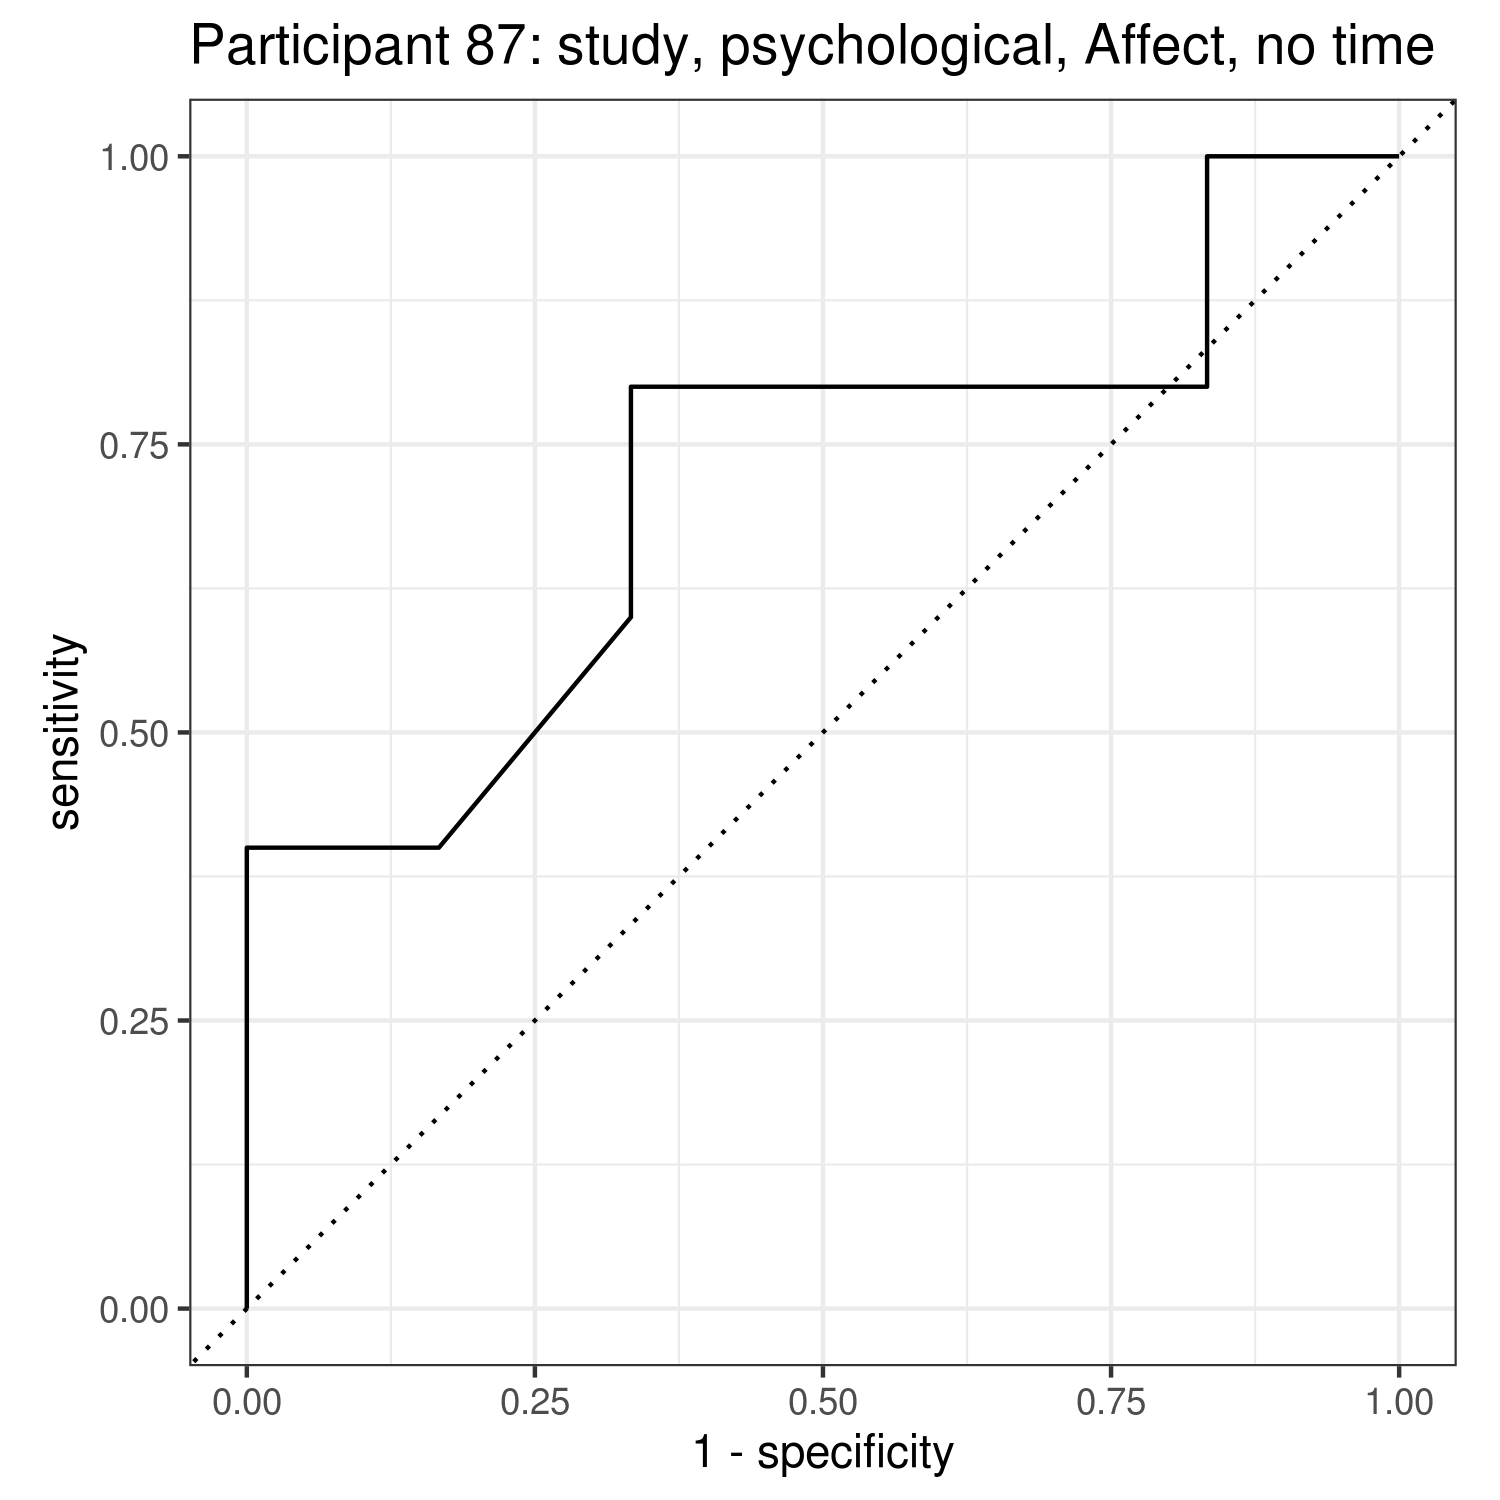 Participant 87: study, psychological, Affect, no time
1.00
0.75
0.50
0.25
0.00
sensitivity
0.00 0.25 0.50 0.75 1.00
1 - specificity